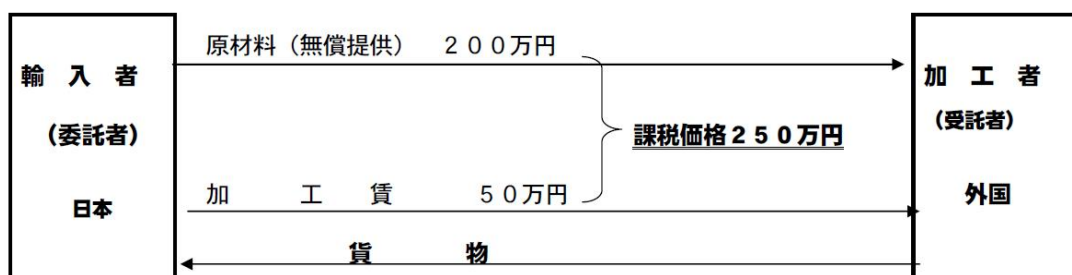 原材料（無償提供）　２００万円
輸　入　者
（委託者）
日本
課税価格２５０万円
加　工　者
（受託者）
外国
加　　工　　賃　　　５０万円
貨　　　物